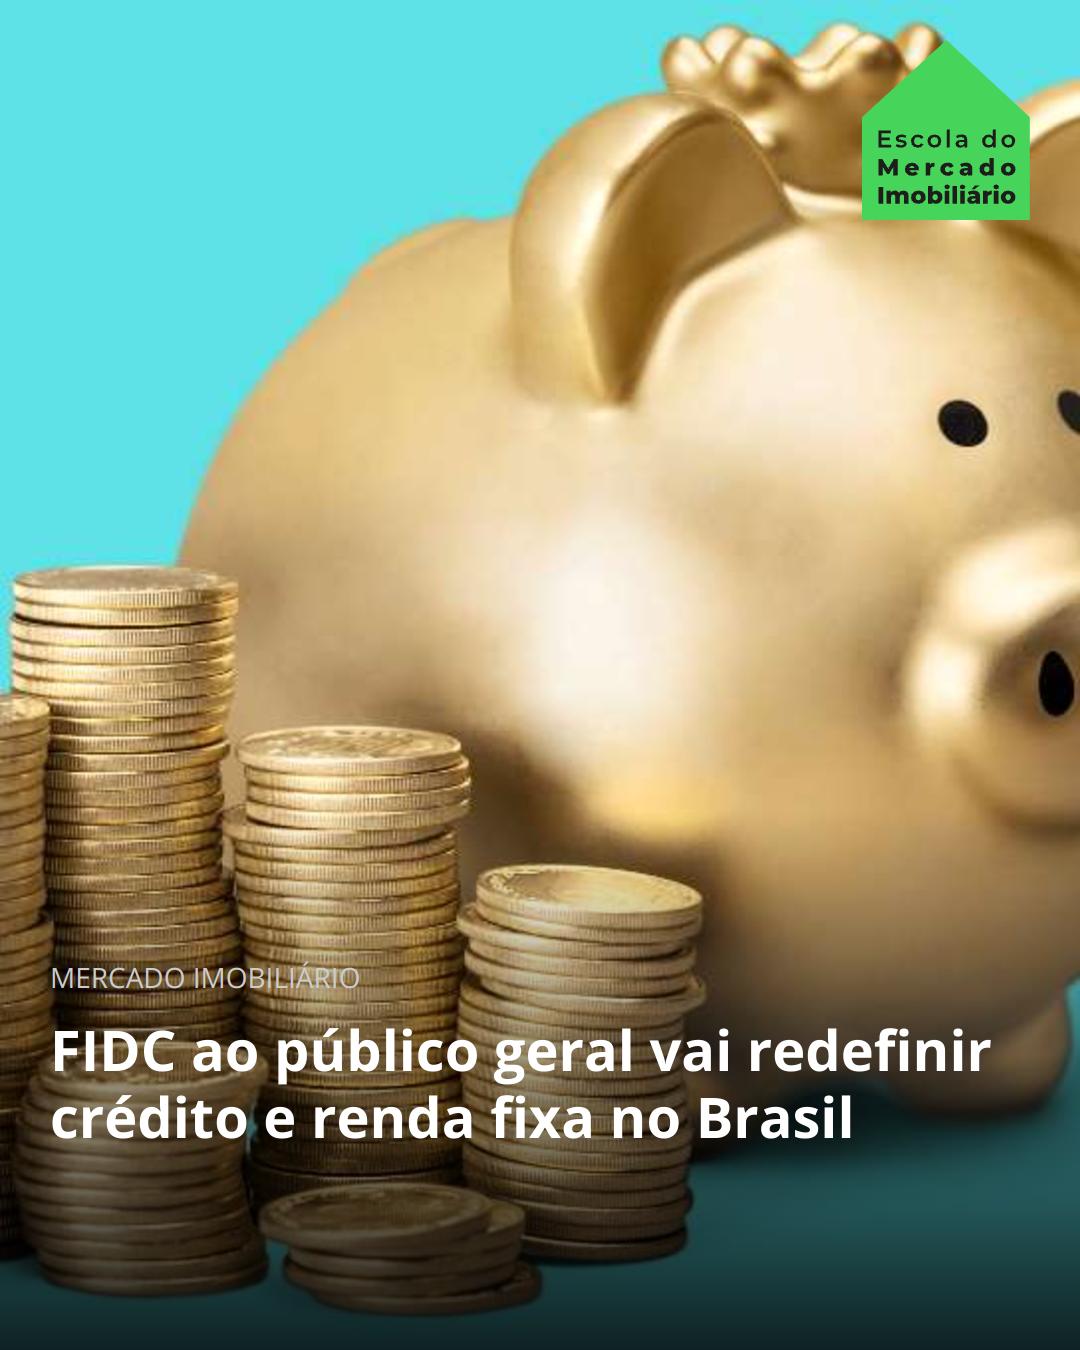 Escola do
Mercado
Imobiliário
MERCADO IMOBILIÁRIO
FIDC ao público geral vai redefinir
crédito e renda fixa no Brasil